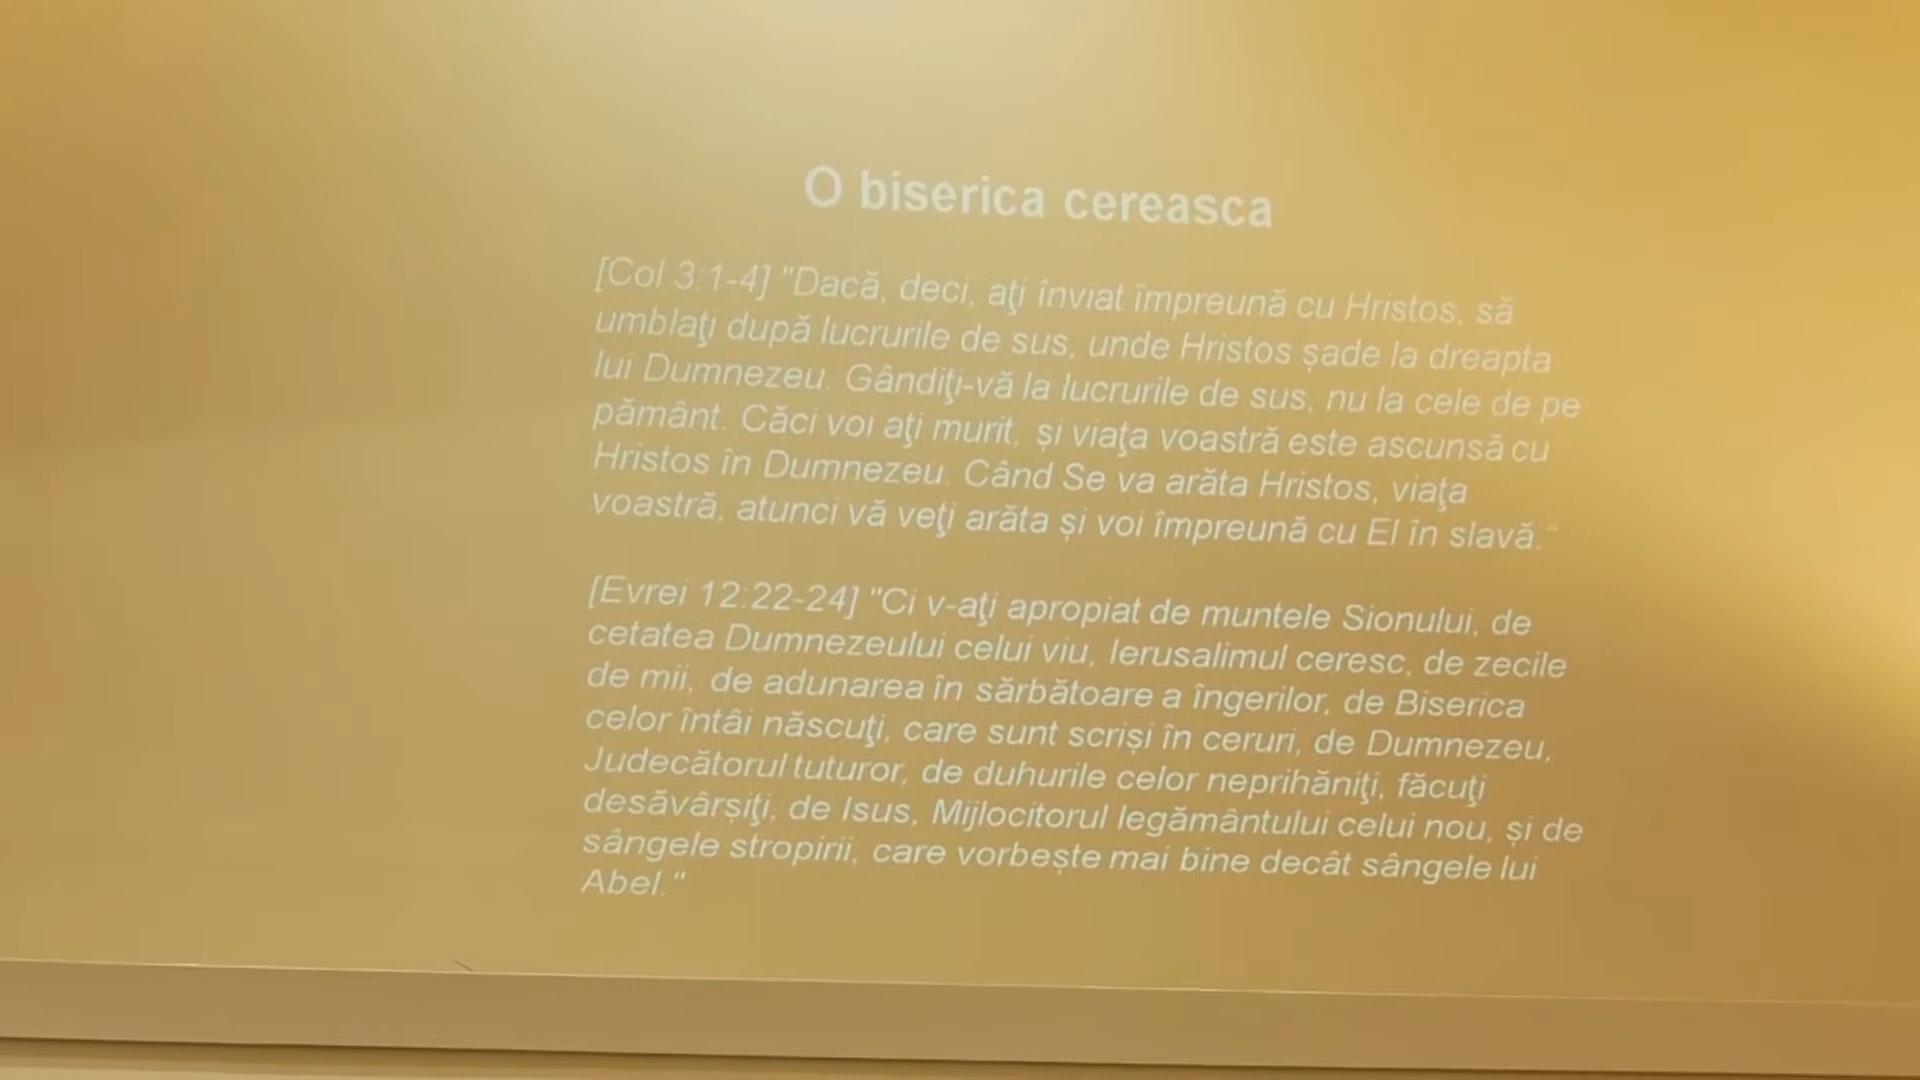 O biserica cereasca
[Col 3:1-4] "Dacă, deci, aţi înviat împreună cu Hristos, să
umblaţi după lucrurile de sus, unde Hristos șade la dreapta
lui Dumnezeu. Gândiţi-vă la lucrurile de sus, nu la cele de pe
pământ. Căci voi aţi murit, și viaţa voastră este ascunsă cu
Hristos în Dumnezeu. Când Se va arăta Hristos, viaţa
voastră, atunci vă veţi arăta și voi împreună cu El în slavă."
[Evrei 12:22-24] "Ci v-aţi apropiat de muntele Sionului, de
cetatea Dumnezeului celui viu, Ierusalimul ceresc, de zecile
de mii, de adunarea în sărbătoare a îngerilor, de Biserica
celor întâi născuţi, care sunt scriși în ceruri, de Dumnezeu,
Judecătorul tuturor, de duhurile celor neprihăniţi, făcuţi
desăvârșiţi, de Isus, Mijlocitorul legământului celui nou, și de
sângele stropirii, care vorbește mai bine decât sângele lui
Abel."